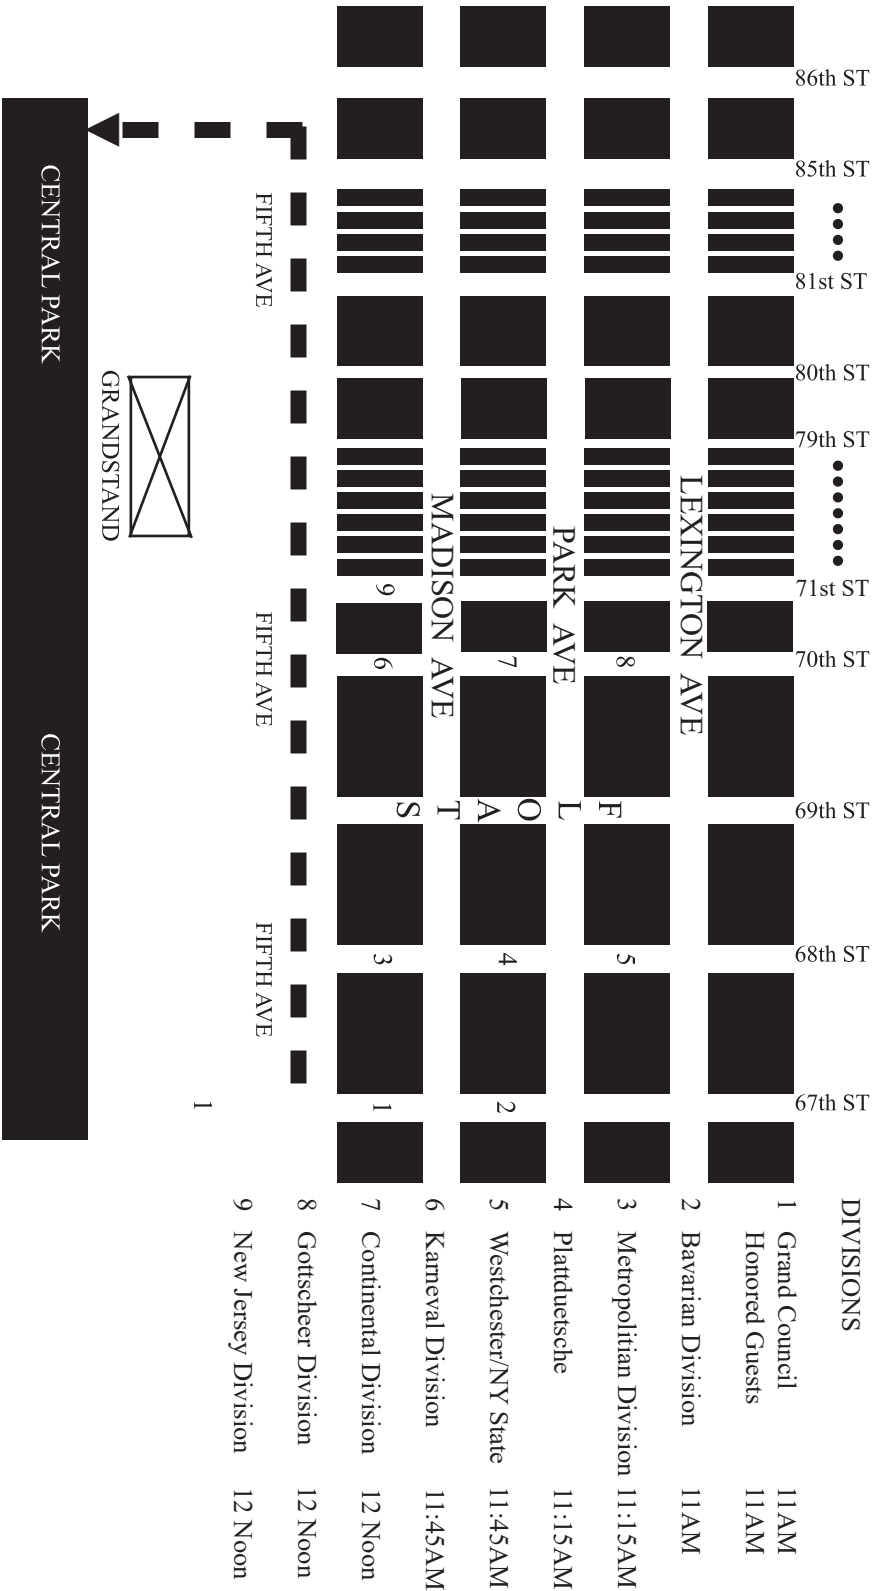 86th ST
85th ST
81st ST
80th ST
79th ST
71st ST
70th ST
69th ST
68th ST
67th ST
LEXINGTON AVE
PARK AVE
MADISON AVE
FIFTH AVE
FIFTH AVE
FIFTH AVE
GRANDSTAND
CENTRAL PARK
CENTRAL PARK
9
6
7
8
F L O A T S
3
4
5
1
1
2
DIVISIONS
1 Grand Council 11AM
Honored Guests 11AM
2 Bavarian Division 11AM
3 Metropolitian Division 11:15AM
4 Plattduetsche 11:15AM
5 Westchester/NY State 11:45AM
6 Karneval Division 11:45AM
7 Continental Division 12 Noon
8 Gottscheer Division 12 Noon
9 New Jersey Division 12 Noon